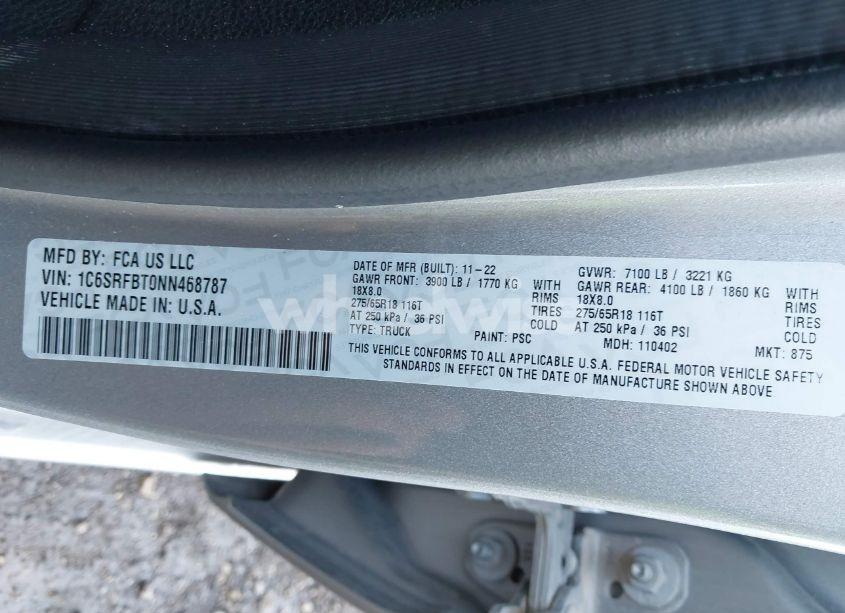 MFD BY: FCA US LLC
VIN: 1C6SRFBT0NN468787
VEHICLE MADE IN: U.S.A.
DATE OF MFR (BUILT): 11-22
GAWR FRONT: 3900 LB / 1770 KG WITH
18X8.0 RIMS
275/65R18 116T TIRES
AT 250 kPa / 36 PSI COLD
TYPE: TRUCK PAINT: PSC
GVWR: 7100 LB / 3221 KG
GAWR REAR: 4100 LB / 1860 KG WITH
18X8.0 RIMS
275/65R18 116T TIRES
AT 250 kPa / 36 PSI COLD
MDH: 110402 MKT: 875
THIS VEHICLE CONFORMS TO ALL APPLICABLE U.S.A. FEDERAL MOTOR VEHICLE SAFETY
STANDARDS IN EFFECT ON THE DATE OF MANUFACTURE SHOWN ABOVE